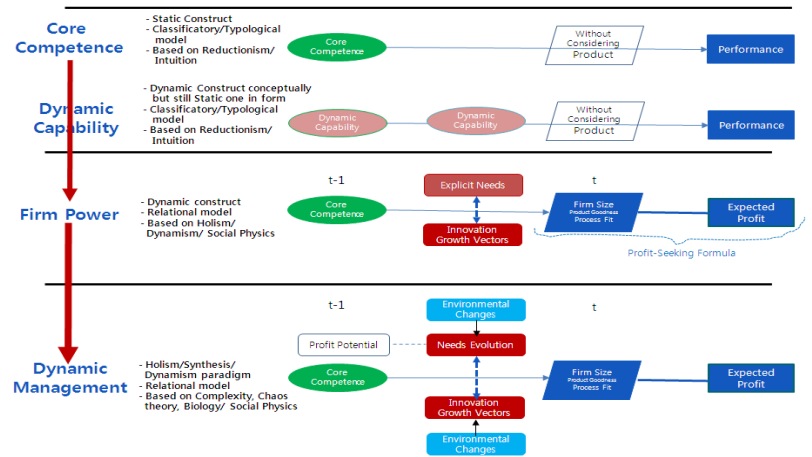 Core
Competence
- Static Construct
- Classificatory/Typological
model
- Based on Reductionism/
Intuition
Core
Competence
Without
Considering
Product
Performance
Dynamic
Capability
- Dynamic Construct conceptually
but still Static one in form
- Classificatory/Typological
model
- Based on Reductionism/
Intuition
Dynamic
Capability
Dynamic
Capability
Without
Considering
Product
Performance
Firm Power
- Dynamic construct
- Relational model
- Based on Holism/
Dynamism/ Social Physics
t-1
Core
Competence
Explicit Needs
Innovation
Growth Vectors
t
Firm Size
Product Goodness
Process Fit
Expected
Profit
Profit-Seeking Formula
Dynamic
Management
- Holism/Synthesis/
Dynamism paradigm
- Relational model
- Based on Complexity, Chaos
theory, Biology/ Social Physics
t-1
Profit Potential
Core
Competence
Environmental
Changes
Needs Evolution
Innovation
Growth Vectors
Environmental
Changes
t
Firm Size
Product Goodness
Process Fit
Expected
Profit